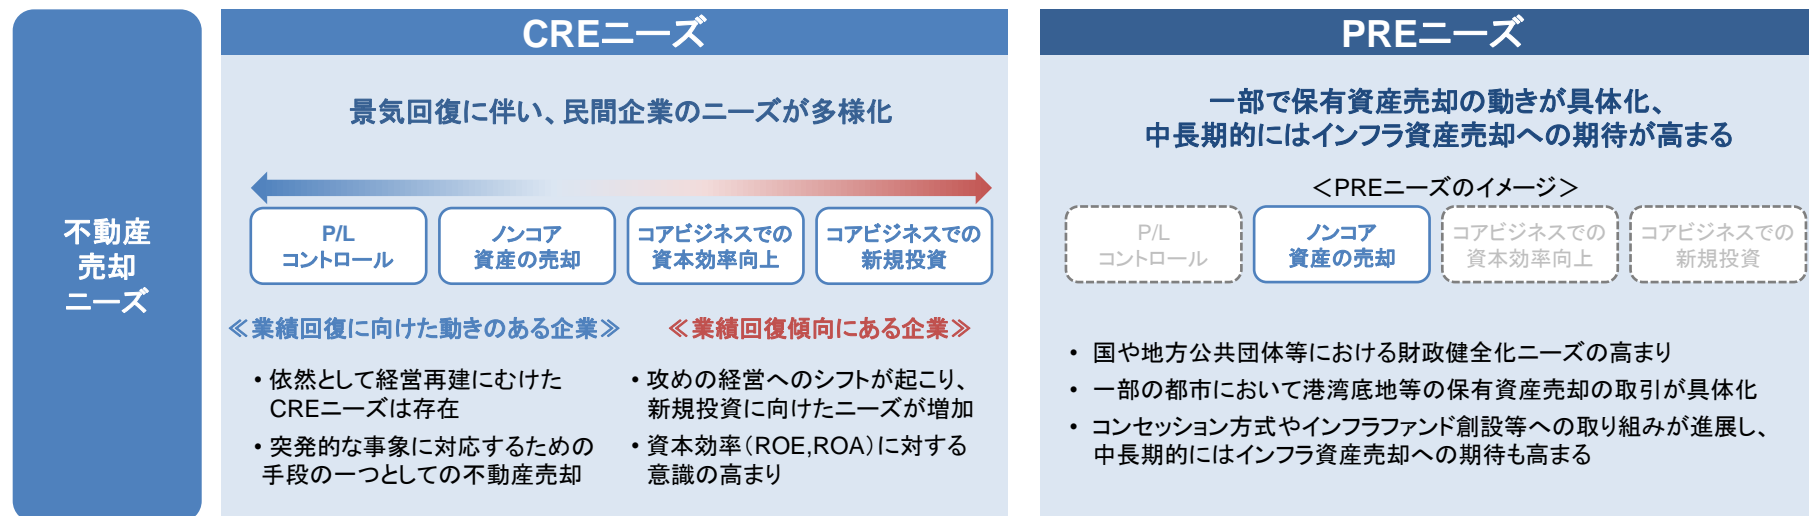 不動産
売却
ニーズ
CREニーズ
景気回復に伴い、民間企業のニーズが多様化
P/L
コントロール
ノンコア
資産の売却
コアビジネスでの
資本効率向上
コアビジネスでの
新規投資
≪業績回復に向けた動きのある企業≫
・依然として経営再建にむけた
CREニーズは存在
・突発的な事象に対応するための
手段の一つとしての不動産売却
≪業績回復傾向にある企業≫
・攻めの経営へのシフトが起こり、
新規投資に向けたニーズが増加
・資本効率（ROE,ROA）に対する
意識の高まり
PREニーズ
一部で保有資産売却の動きが具体化、
中長期的にはインフラ資産売却への期待が高まる
＜PREニーズのイメージ＞
P/L
コントロール
ノンコア
資産の売却
コアビジネスでの
資本効率向上
コアビジネスでの
新規投資
• 国や地方公共団体等における財政健全化ニーズの高まり
• 一部の都市において港湾底地等の保有資産売却の取引が具体化
• コンセッション方式やインフラファンド創設等への取り組みが進展し、
中長期的にはインフラ資産売却への期待も高まる